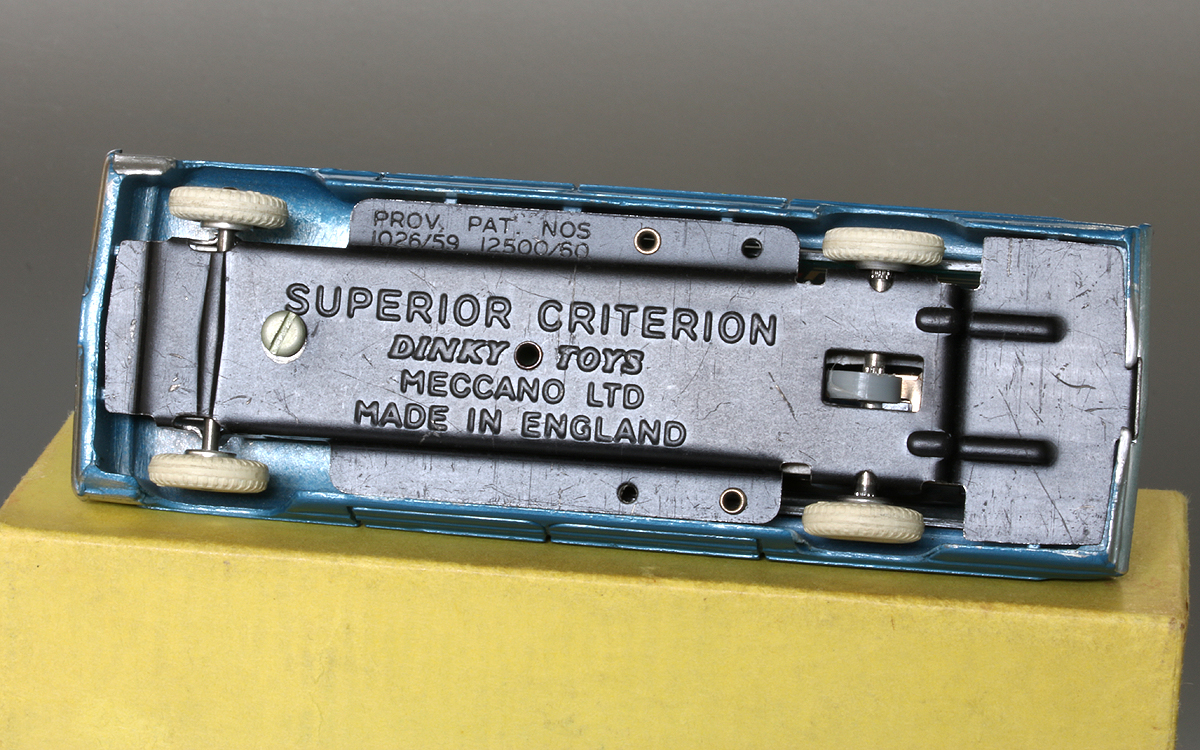 PROV. PAT. NOS
1026/59 12500/60
SUPERIOR CRITERION
DINKY TOYS
MECCANO LTD
MADE IN ENGLAND